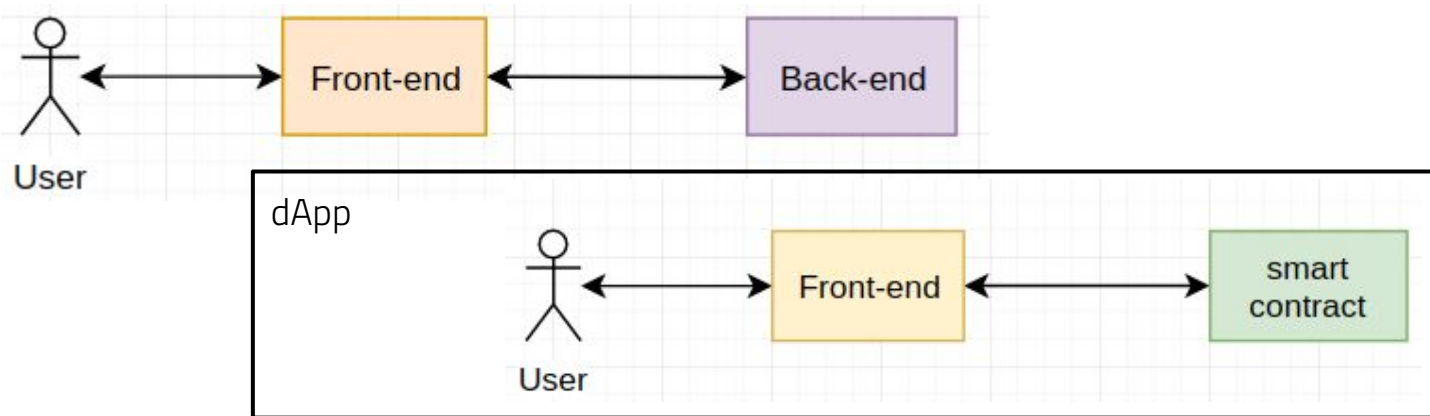 Front-end
Back-end
User
dApp
Front-end
smart
contract
User